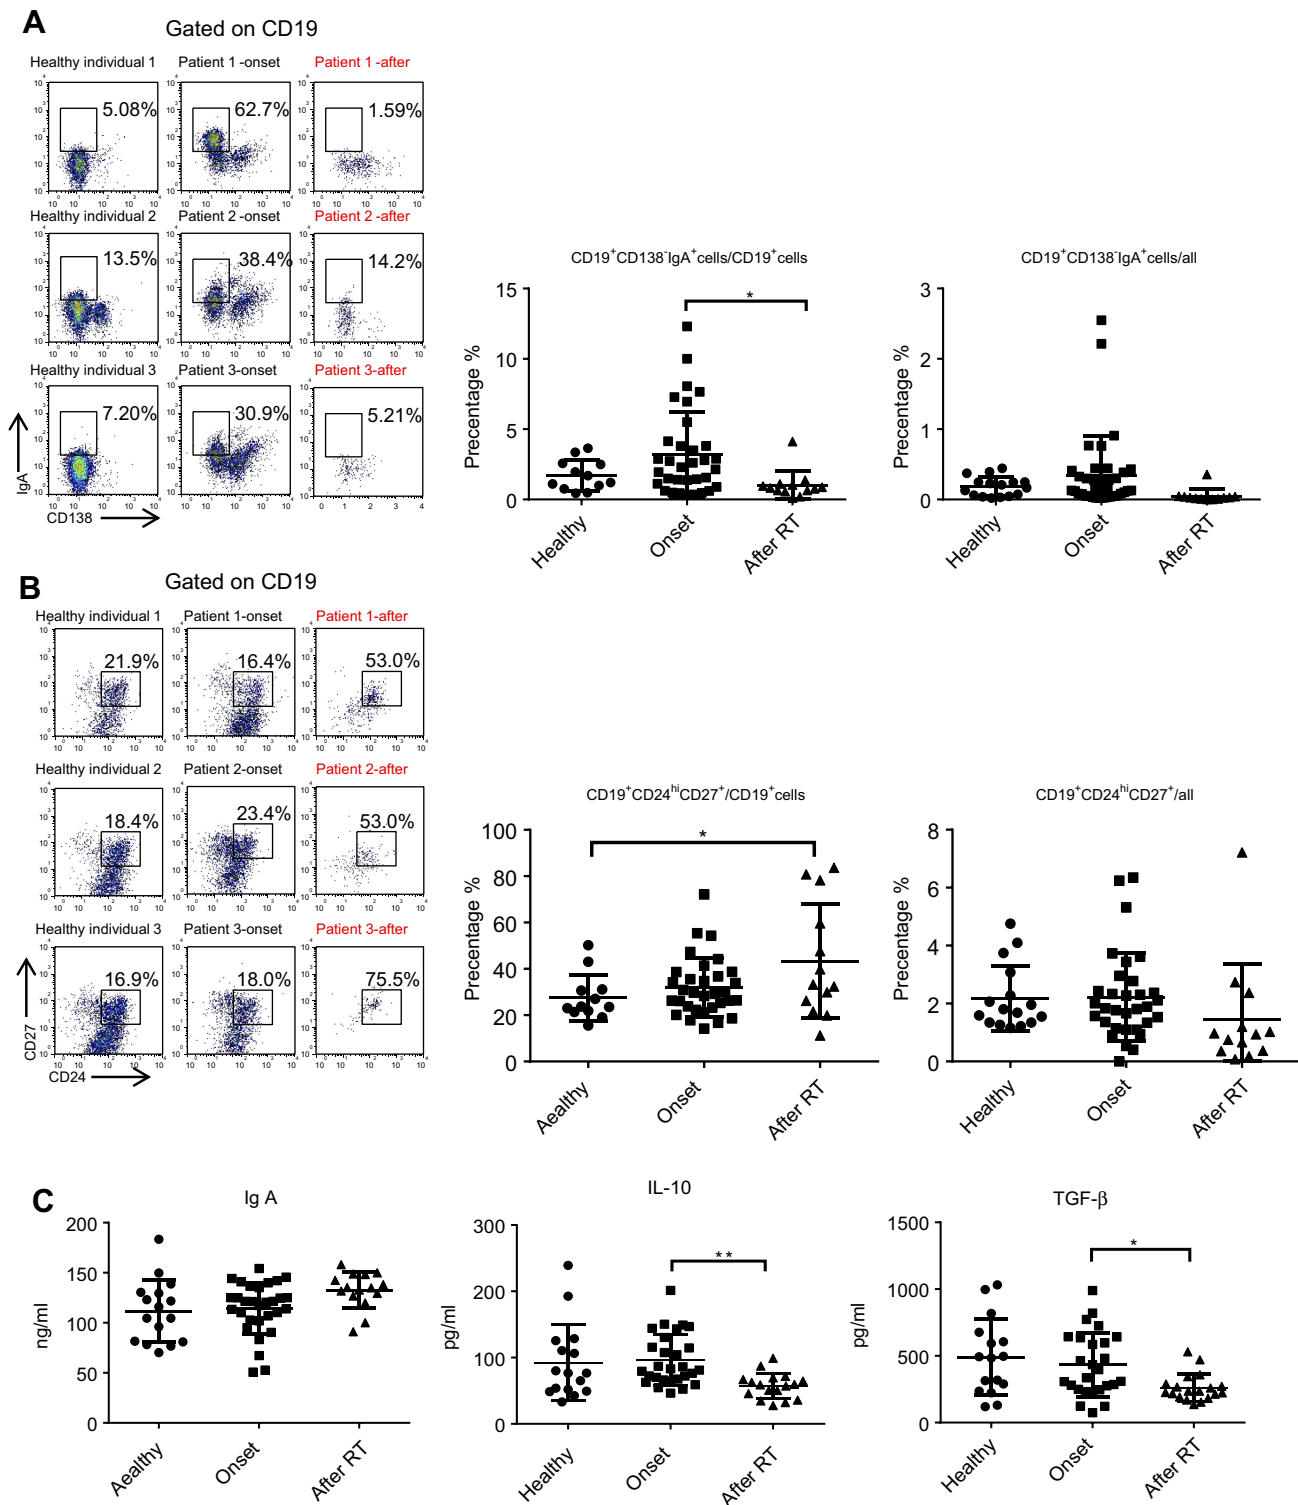 A
Gated on CD19
Healthy individual 1 Patient 1 -onset Patient 1 -after
5.08% 62.7% 1.59%
Healthy individual 2 Patient 2 -onset Patient 2 -after
13.5% 38.4% 14.2%
Healthy individual 3 Patient 3-onset Patient 3-after
7.20% 30.9% 5.21%
IgA
CD138
CD19⁺CD138⁻IgA⁺cells/CD19⁺cells
Precentage %
15
10
5
0
*
Healthy Onset After RT
CD19⁺CD138⁻IgA⁺cells/all
Precentage %
3
2
1
0
Healthy Onset After RT
B
Gated on CD19
Healthy individual 1 Patient 1-onset Patient 1-after
21.9% 16.4% 53.0%
Healthy individual 2 Patient 2-onset Patient 2-after
18.4% 23.4% 53.0%
Healthy individual 3 Patient 3-onset Patient 3-after
16.9% 18.0% 75.5%
CD27
CD24
CD19⁺CD24ʰⁱCD27⁺/CD19⁺cells
Precentage %
100
80
60
40
20
0
*
Aealthy Onset After RT
CD19⁺CD24ʰⁱCD27⁺/all
Precentage %
8
6
4
2
0
Healthy Onset After RT
C
Ig A
ng/ml
200
150
100
50
0
Aealthy Onset After RT
IL-10
pg/ml
300
200
100
0
**
Healthy Onset After RT
TGF-β
pg/ml
1500
1000
500
0
*
Healthy Onset After RT